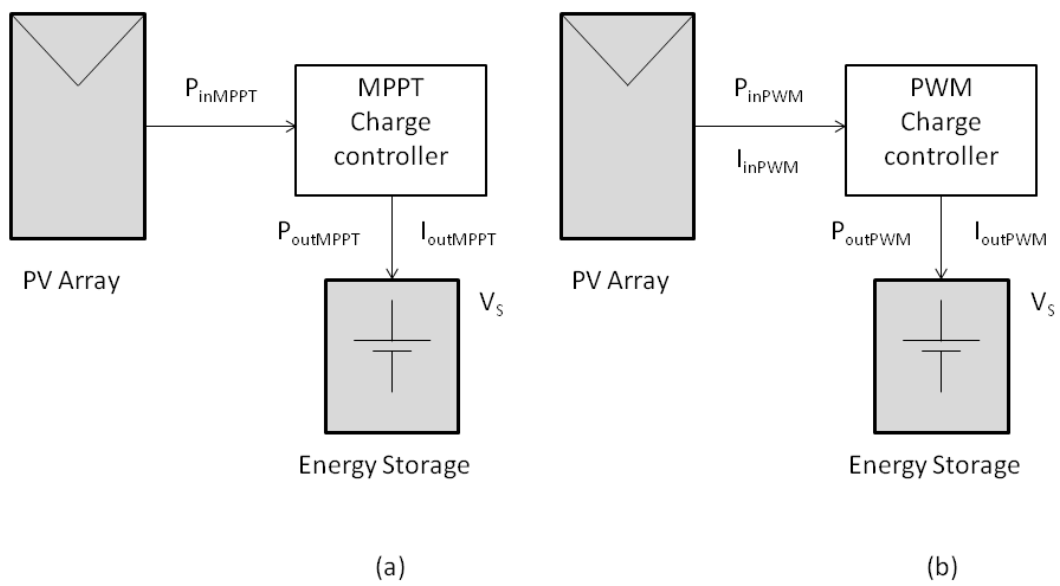 P_inMPPT
MPPT
Charge
controller
P_outMPPT I_outMPPT
PV Array
V_S
Energy Storage
(a)
P_inPWM
I_inPWM
PWM
Charge
controller
P_outPWM I_outPWM
PV Array
V_S
Energy Storage
(b)